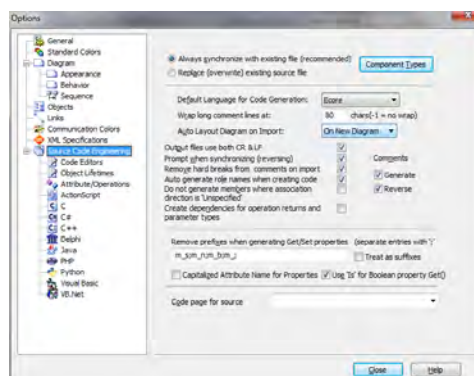 Options
General
Standard Colors
Diagram
Appearance
Behavior
Sequence
Objects
Links
Communication Colors
XML Specifications
Source Code Engineering
Code Editors
Object Lifetimes
Attribute/Operations
ActionScript
C
C#
C++
Delphi
Java
PHP
Python
Visual Basic
VB.Net
Always synchronize with existing file (recommended)
Replace (overwrite) existing source file
Component Types
Default Language for Code Generation: Ecore
Wrap long comment lines at: 80 chars(-1 = no wrap)
Auto Layout Diagram on Import: On New Diagram
Output files use both CR & LF
Prompt when synchronizing (reversing)
Comments
Remove hard breaks from comments on import
Auto generate role names when creating code
Generate
Do not generate members where association direction is 'Unspecified'
Reverse
Create dependencies for operation returns and parameter types
Remove prefixes when generating Get/Set properties (separate entries with ';')
Treat as suffixes
Capitalized Attribute Name for Properties
Use 'Is' for Boolean property Get()
Code page for source
Close
Help